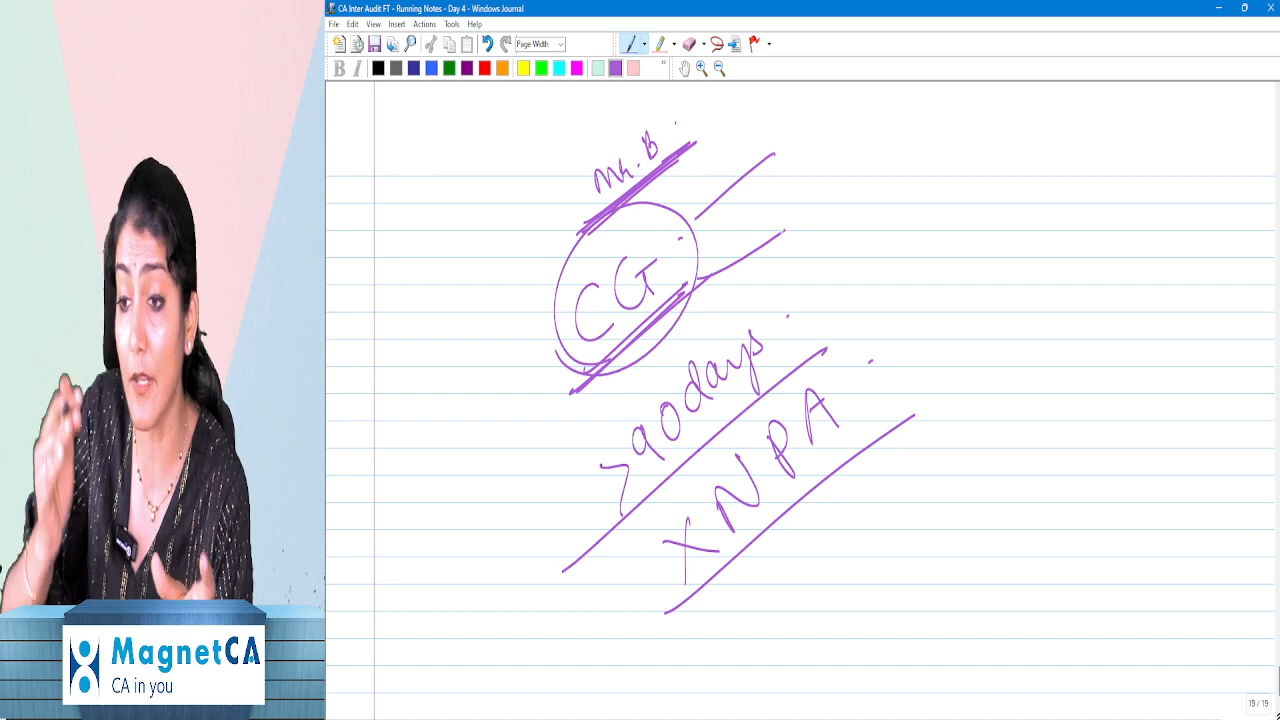 CA Inter Audit FT - Running Notes - Day 4 - Windows Journal
File Edit View Insert Actions Tools Help
Page Width
B I
Mr. B
CG
>90days
X NPA
19 / 19
MagnetCA
CA in you